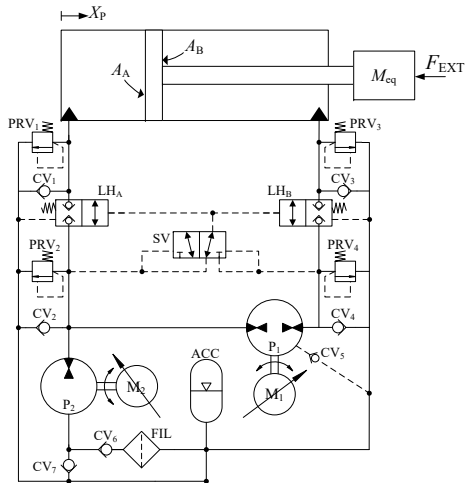 X_P
A_B
A_A
M_eq
F_EXT
PRV_1
PRV_3
CV_1
CV_3
LH_A
LH_B
SV
PRV_2
PRV_4
CV_2
CV_4
P_1
CV_5
ACC
P_2
M_2
M_1
CV_6
FIL
CV_7